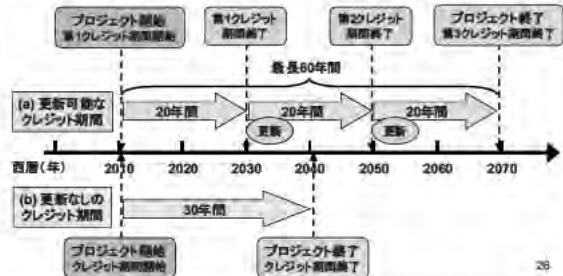 プロジェクト開始
第1クレジット期間開始
第1クレジット
期間終了
第2クレジット
期間終了
プロジェクト終了
第3クレジット期間終了
最長60年間
(a) 更新可能な
クレジット期間
20年間
20年間
20年間
更新
更新
西暦(年)
2010
2020
2030
2040
2050
2060
2070
(b) 更新なしの
クレジット期間
30年間
プロジェクト開始
クレジット期間開始
プロジェクト終了
クレジット期間終了
26